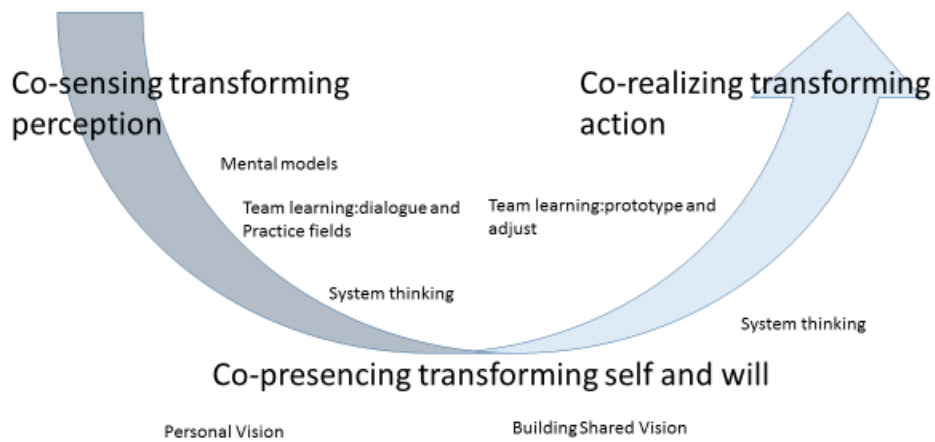 Co-sensing transforming
perception
Co-realizing transforming
action
Mental models
Team learning:dialogue and
Practice fields
Team learning:prototype and
adjust
System thinking
System thinking
Co-presencing transforming self and will
Personal Vision
Building Shared Vision